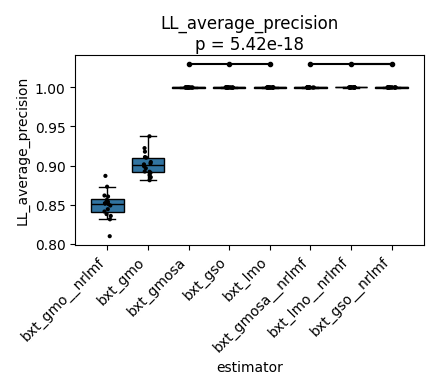 LL_average_precision
p = 5.42e-18
LL_average_precision
1.00
0.95
0.90
0.85
0.80
bxt_gmo__nrlmf
bxt_gmo
bxt_gmosa
bxt_gso
bxt_lmo
bxt_gmosa__nrlmf
bxt_lmo__nrlmf
bxt_gso__nrlmf
estimator